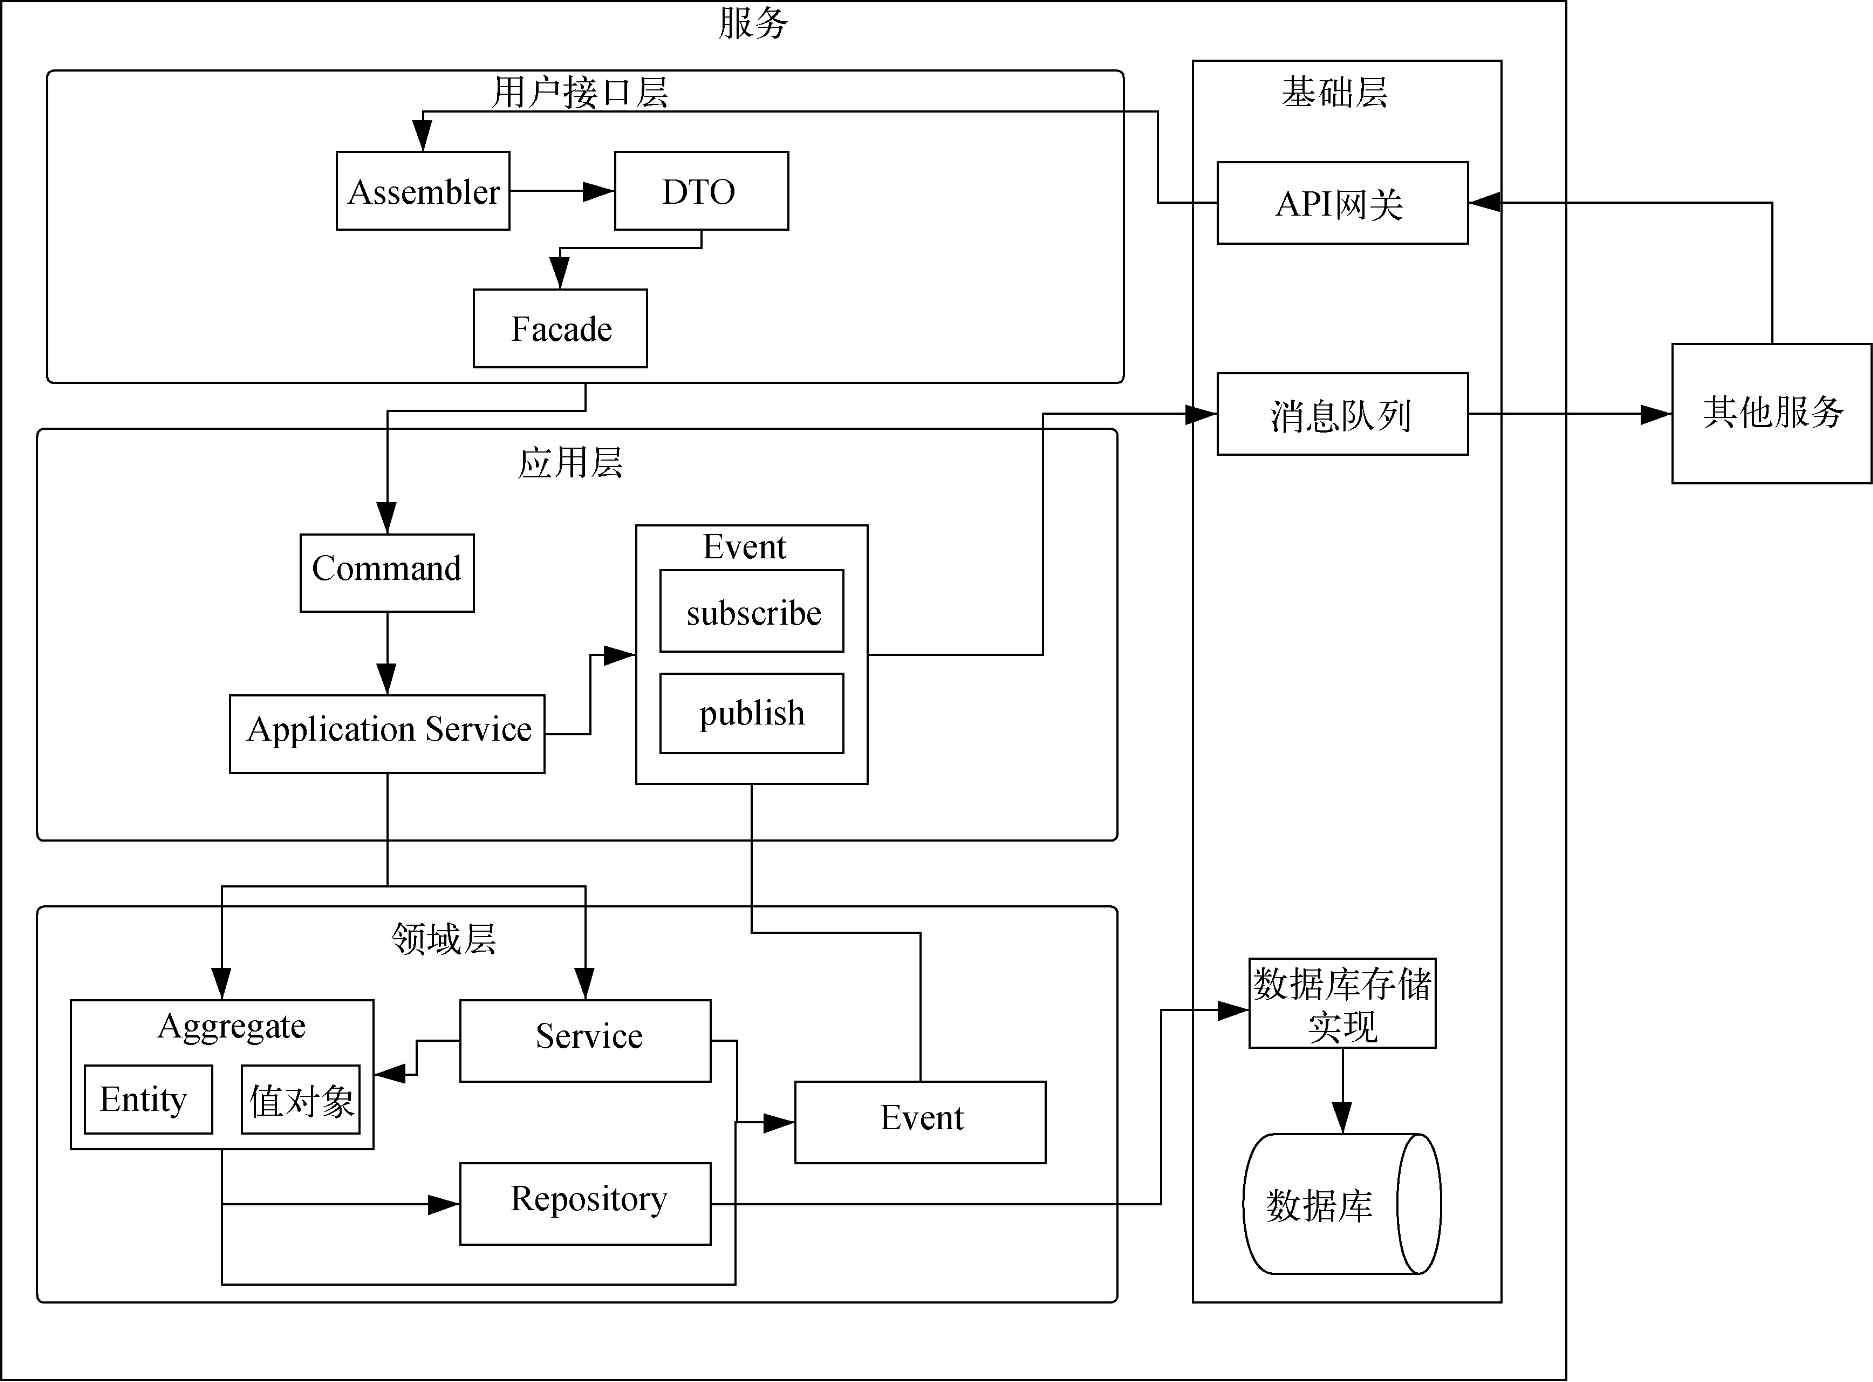 服务
用户接口层
基础层
Assembler
DTO
API网关
Facade
消息队列
其他服务
应用层
Command
Event
subscribe
publish
Application Service
领域层
Aggregate
Entity
值对象
Service
Event
Repository
数据库存储
实现
数据库